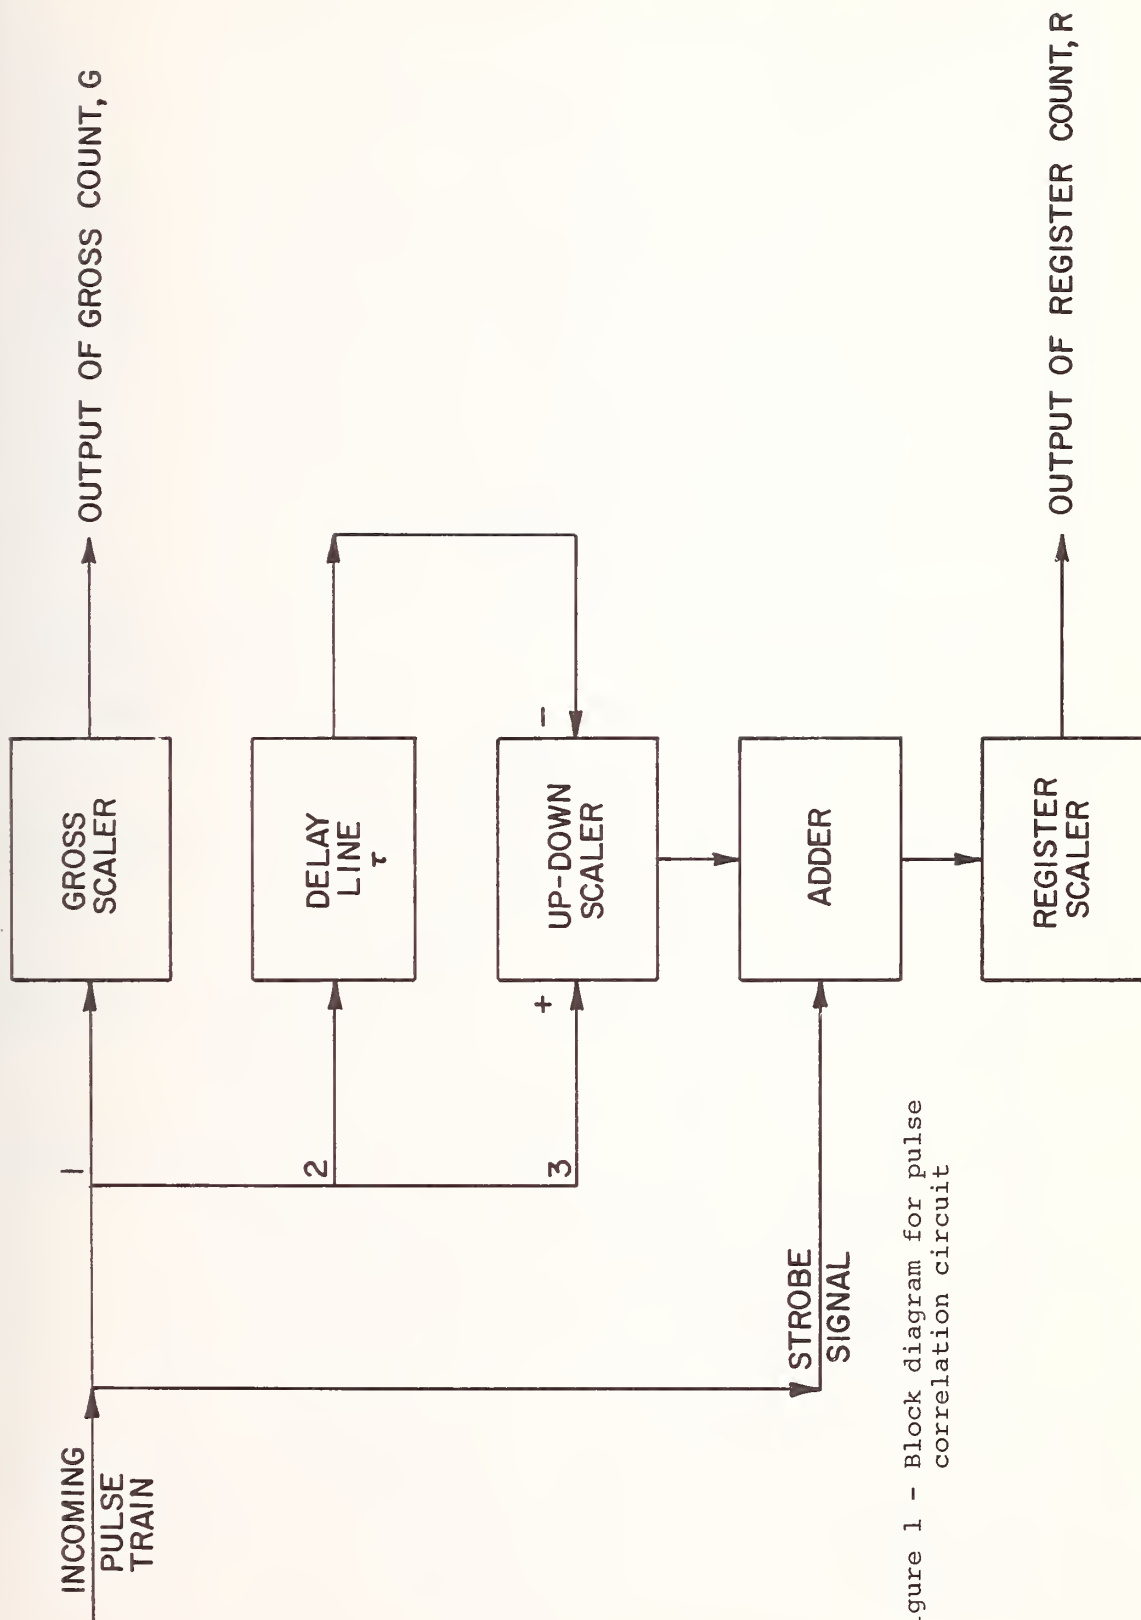 INCOMING
PULSE
TRAIN
1
GROSS
SCALER
OUTPUT OF GROSS COUNT, G
2
DELAY
LINE
τ
3
+
UP-DOWN
SCALER
-
STROBE
SIGNAL
ADDER
REGISTER
SCALER
OUTPUT OF REGISTER COUNT, R
gure 1 - Block diagram for pulse
correlation circuit